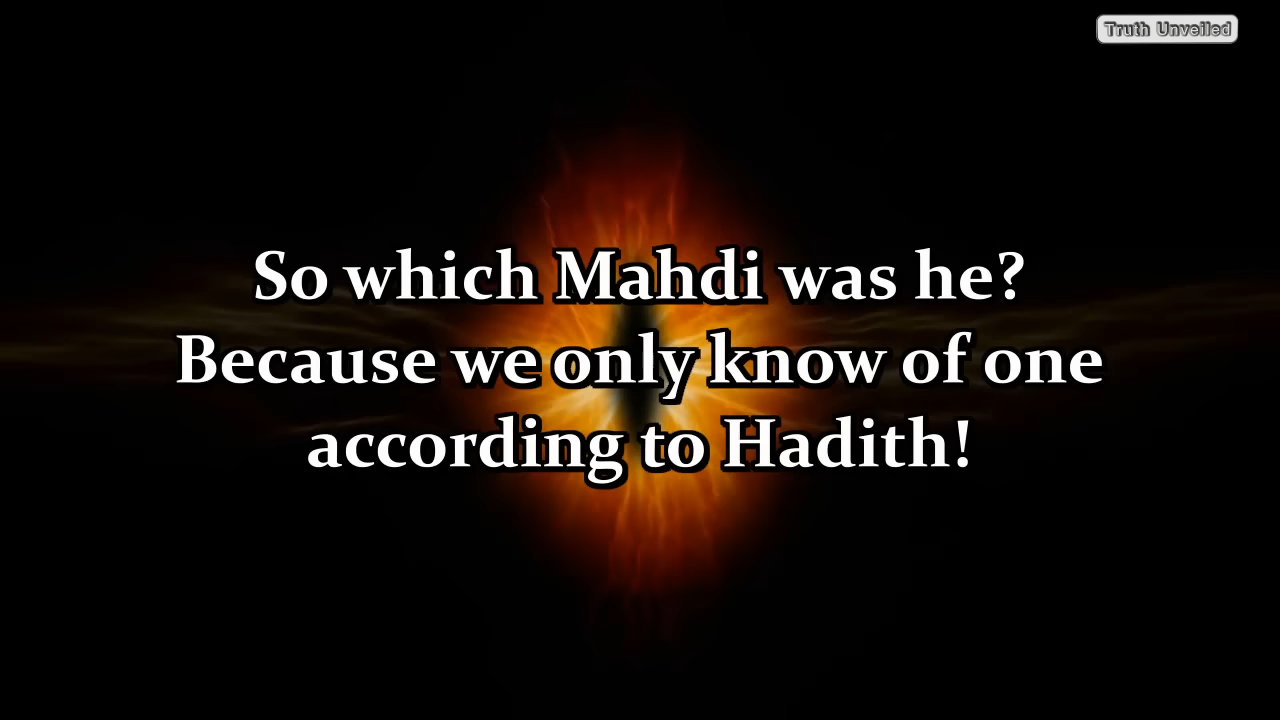 Truth Unveiled
So which Mahdi was he?
Because we only know of one
according to Hadith!